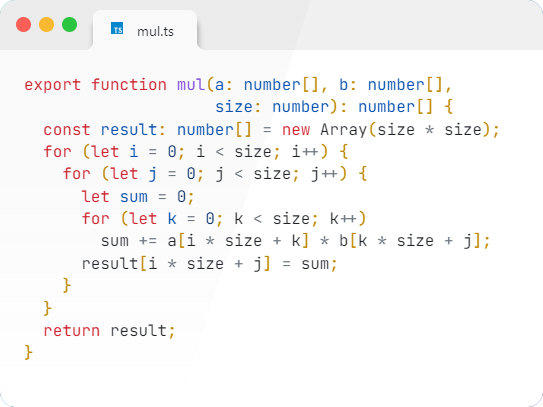 TS mul.ts
export function mul(a: number[], b: number[],
                    size: number): number[] {
  const result: number[] = new Array(size * size);
  for (let i = 0; i < size; i++) {
    for (let j = 0; j < size; j++) {
      let sum = 0;
      for (let k = 0; k < size; k++)
        sum += a[i * size + k] * b[k * size + j];
      result[i * size + j] = sum;
    }
  }
  return result;
}